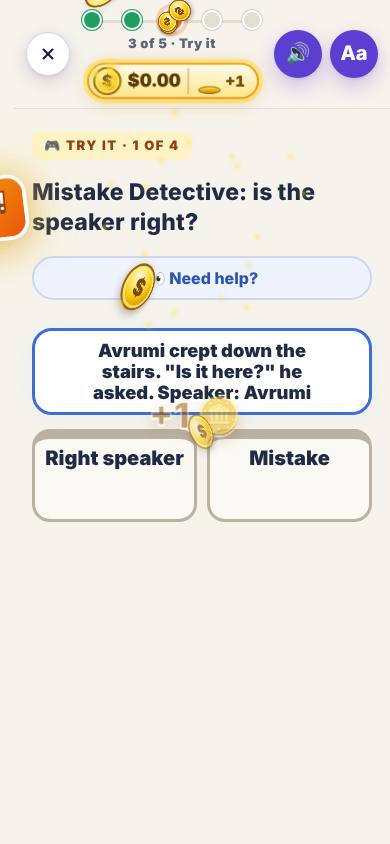 3 of 5 · Try it
$0.00
+1
Aa
TRY IT · 1 OF 4
Mistake Detective: is the
speaker right?
Need help?
Avrumi crept down the
stairs. "Is it here?" he
asked. Speaker: Avrumi
+1
Right speaker
Mistake